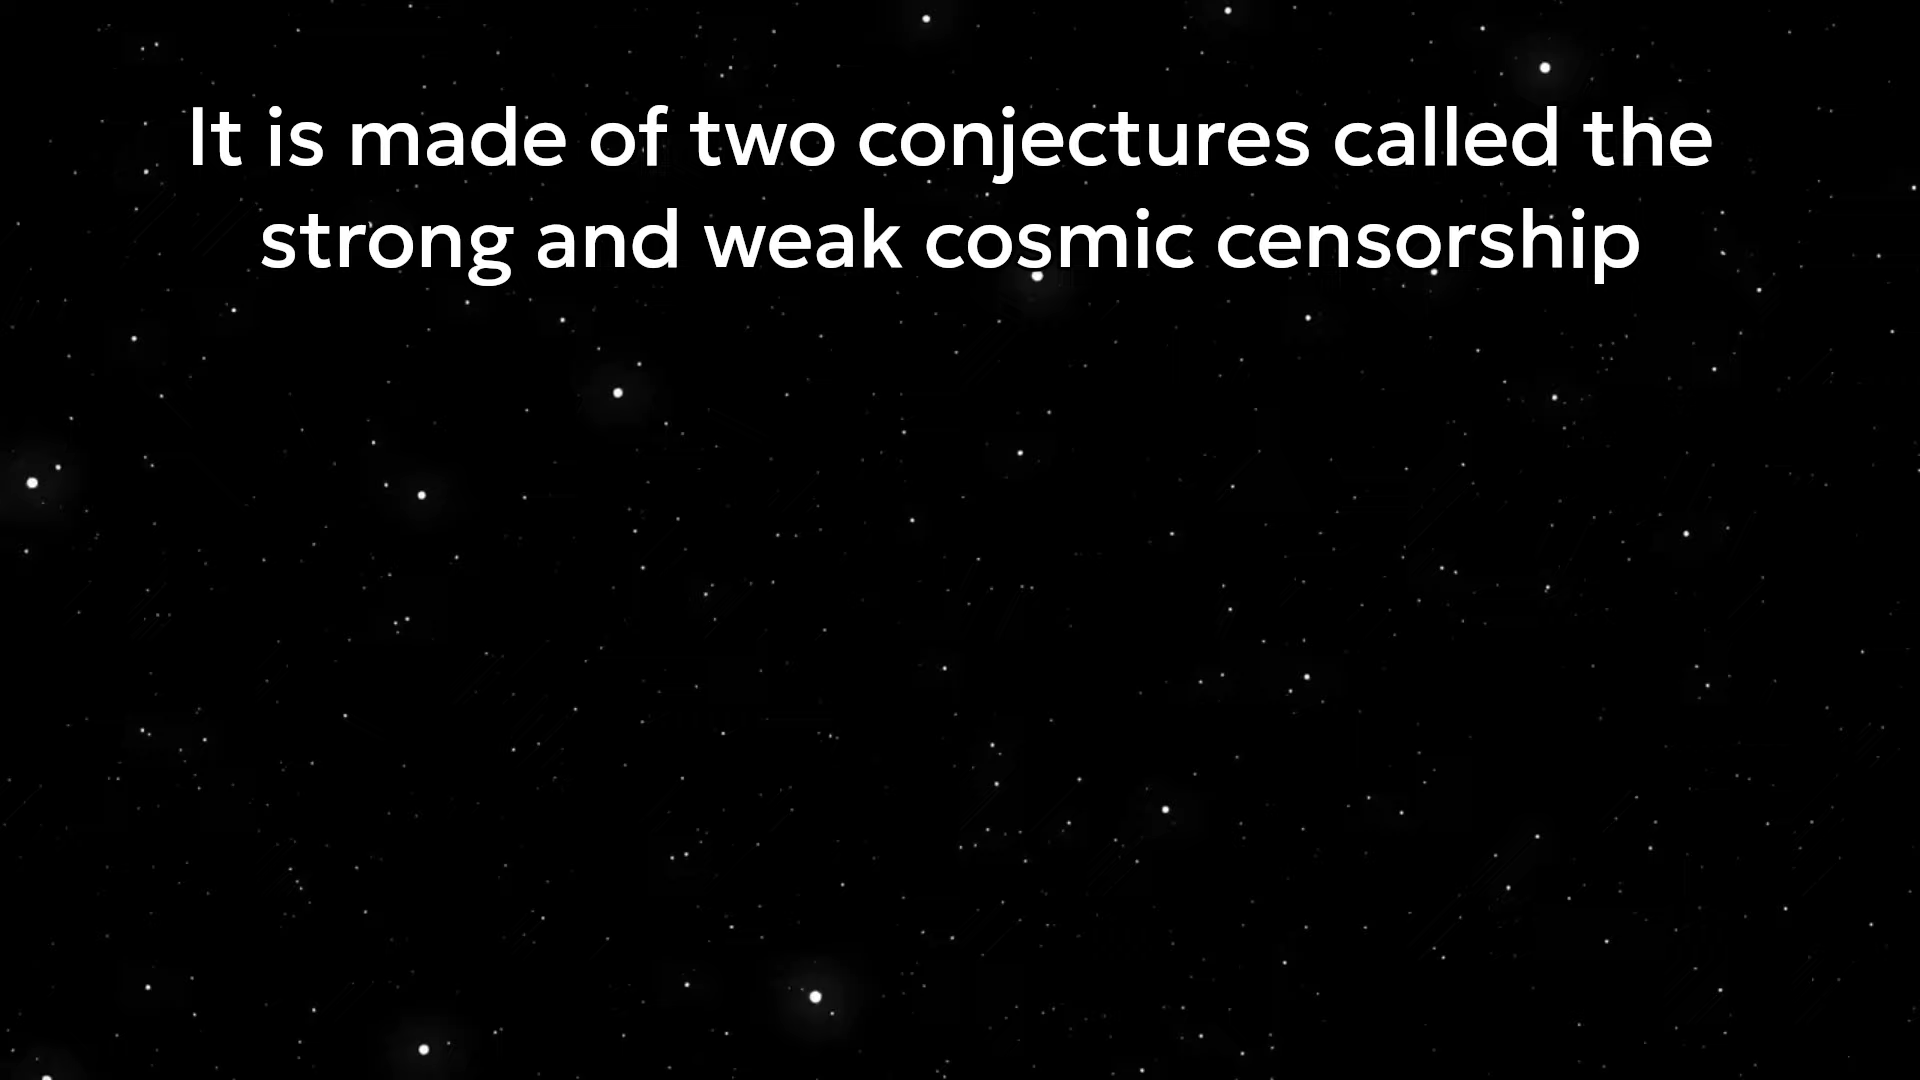 It is made of two conjectures called the
strong and weak cosmic censorship